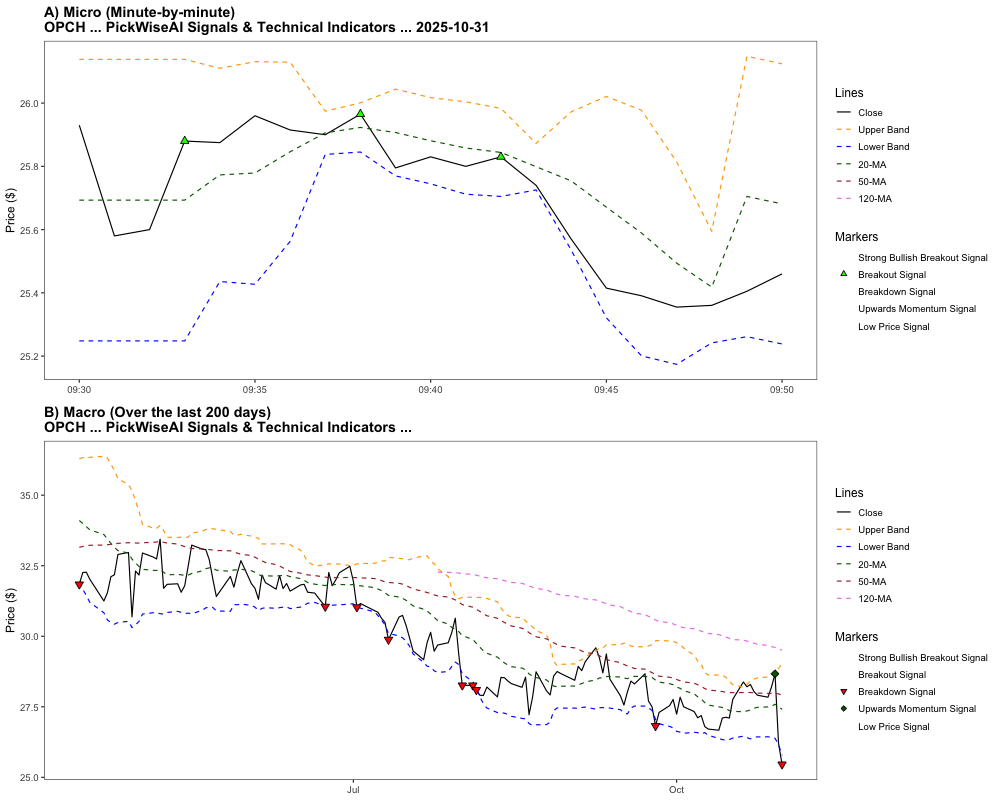 A) Micro (Minute-by-minute)
OPCH ... PickWiseAI Signals & Technical Indicators ... 2025-10-31
Price ($)
26.0
25.8
25.6
25.4
25.2
09:30
09:35
09:40
09:45
09:50
Lines
Close
Upper Band
Lower Band
20-MA
50-MA
120-MA
Markers
Strong Bullish Breakout Signal
Breakout Signal
Breakdown Signal
Upwards Momentum Signal
Low Price Signal
B) Macro (Over the last 200 days)
OPCH ... PickWiseAI Signals & Technical Indicators ...
Price ($)
35.0
32.5
30.0
27.5
25.0
Jul
Oct
Lines
Close
Upper Band
Lower Band
20-MA
50-MA
120-MA
Markers
Strong Bullish Breakout Signal
Breakout Signal
Breakdown Signal
Upwards Momentum Signal
Low Price Signal